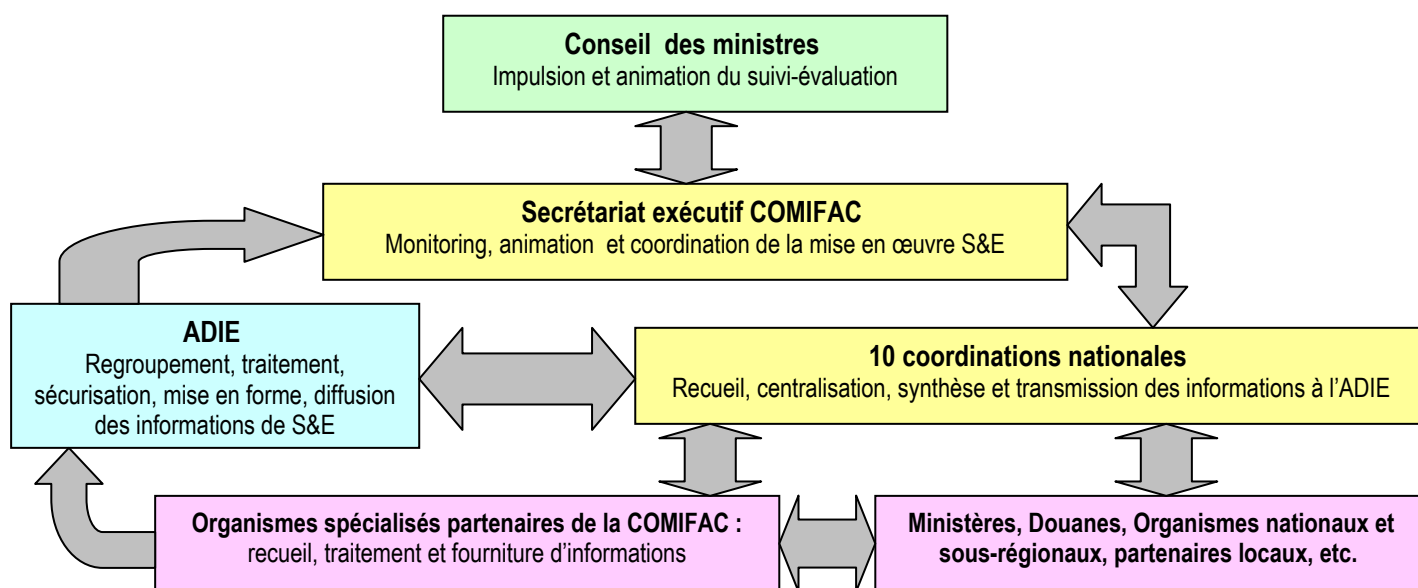 Conseil des ministres
Impulsion et animation du suivi-évaluation
Secrétariat exécutif COMIFAC
Monitoring, animation et coordination de la mise en œuvre S&E
ADIE
Regroupement, traitement,
sécurisation, mise en forme, diffusion
des informations de S&E
10 coordinations nationales
Recueil, centralisation, synthèse et transmission des informations à l’ADIE
Organismes spécialisés partenaires de la COMIFAC :
recueil, traitement et fourniture d’informations
Ministères, Douanes, Organismes nationaux et
sous-régionaux, partenaires locaux, etc.